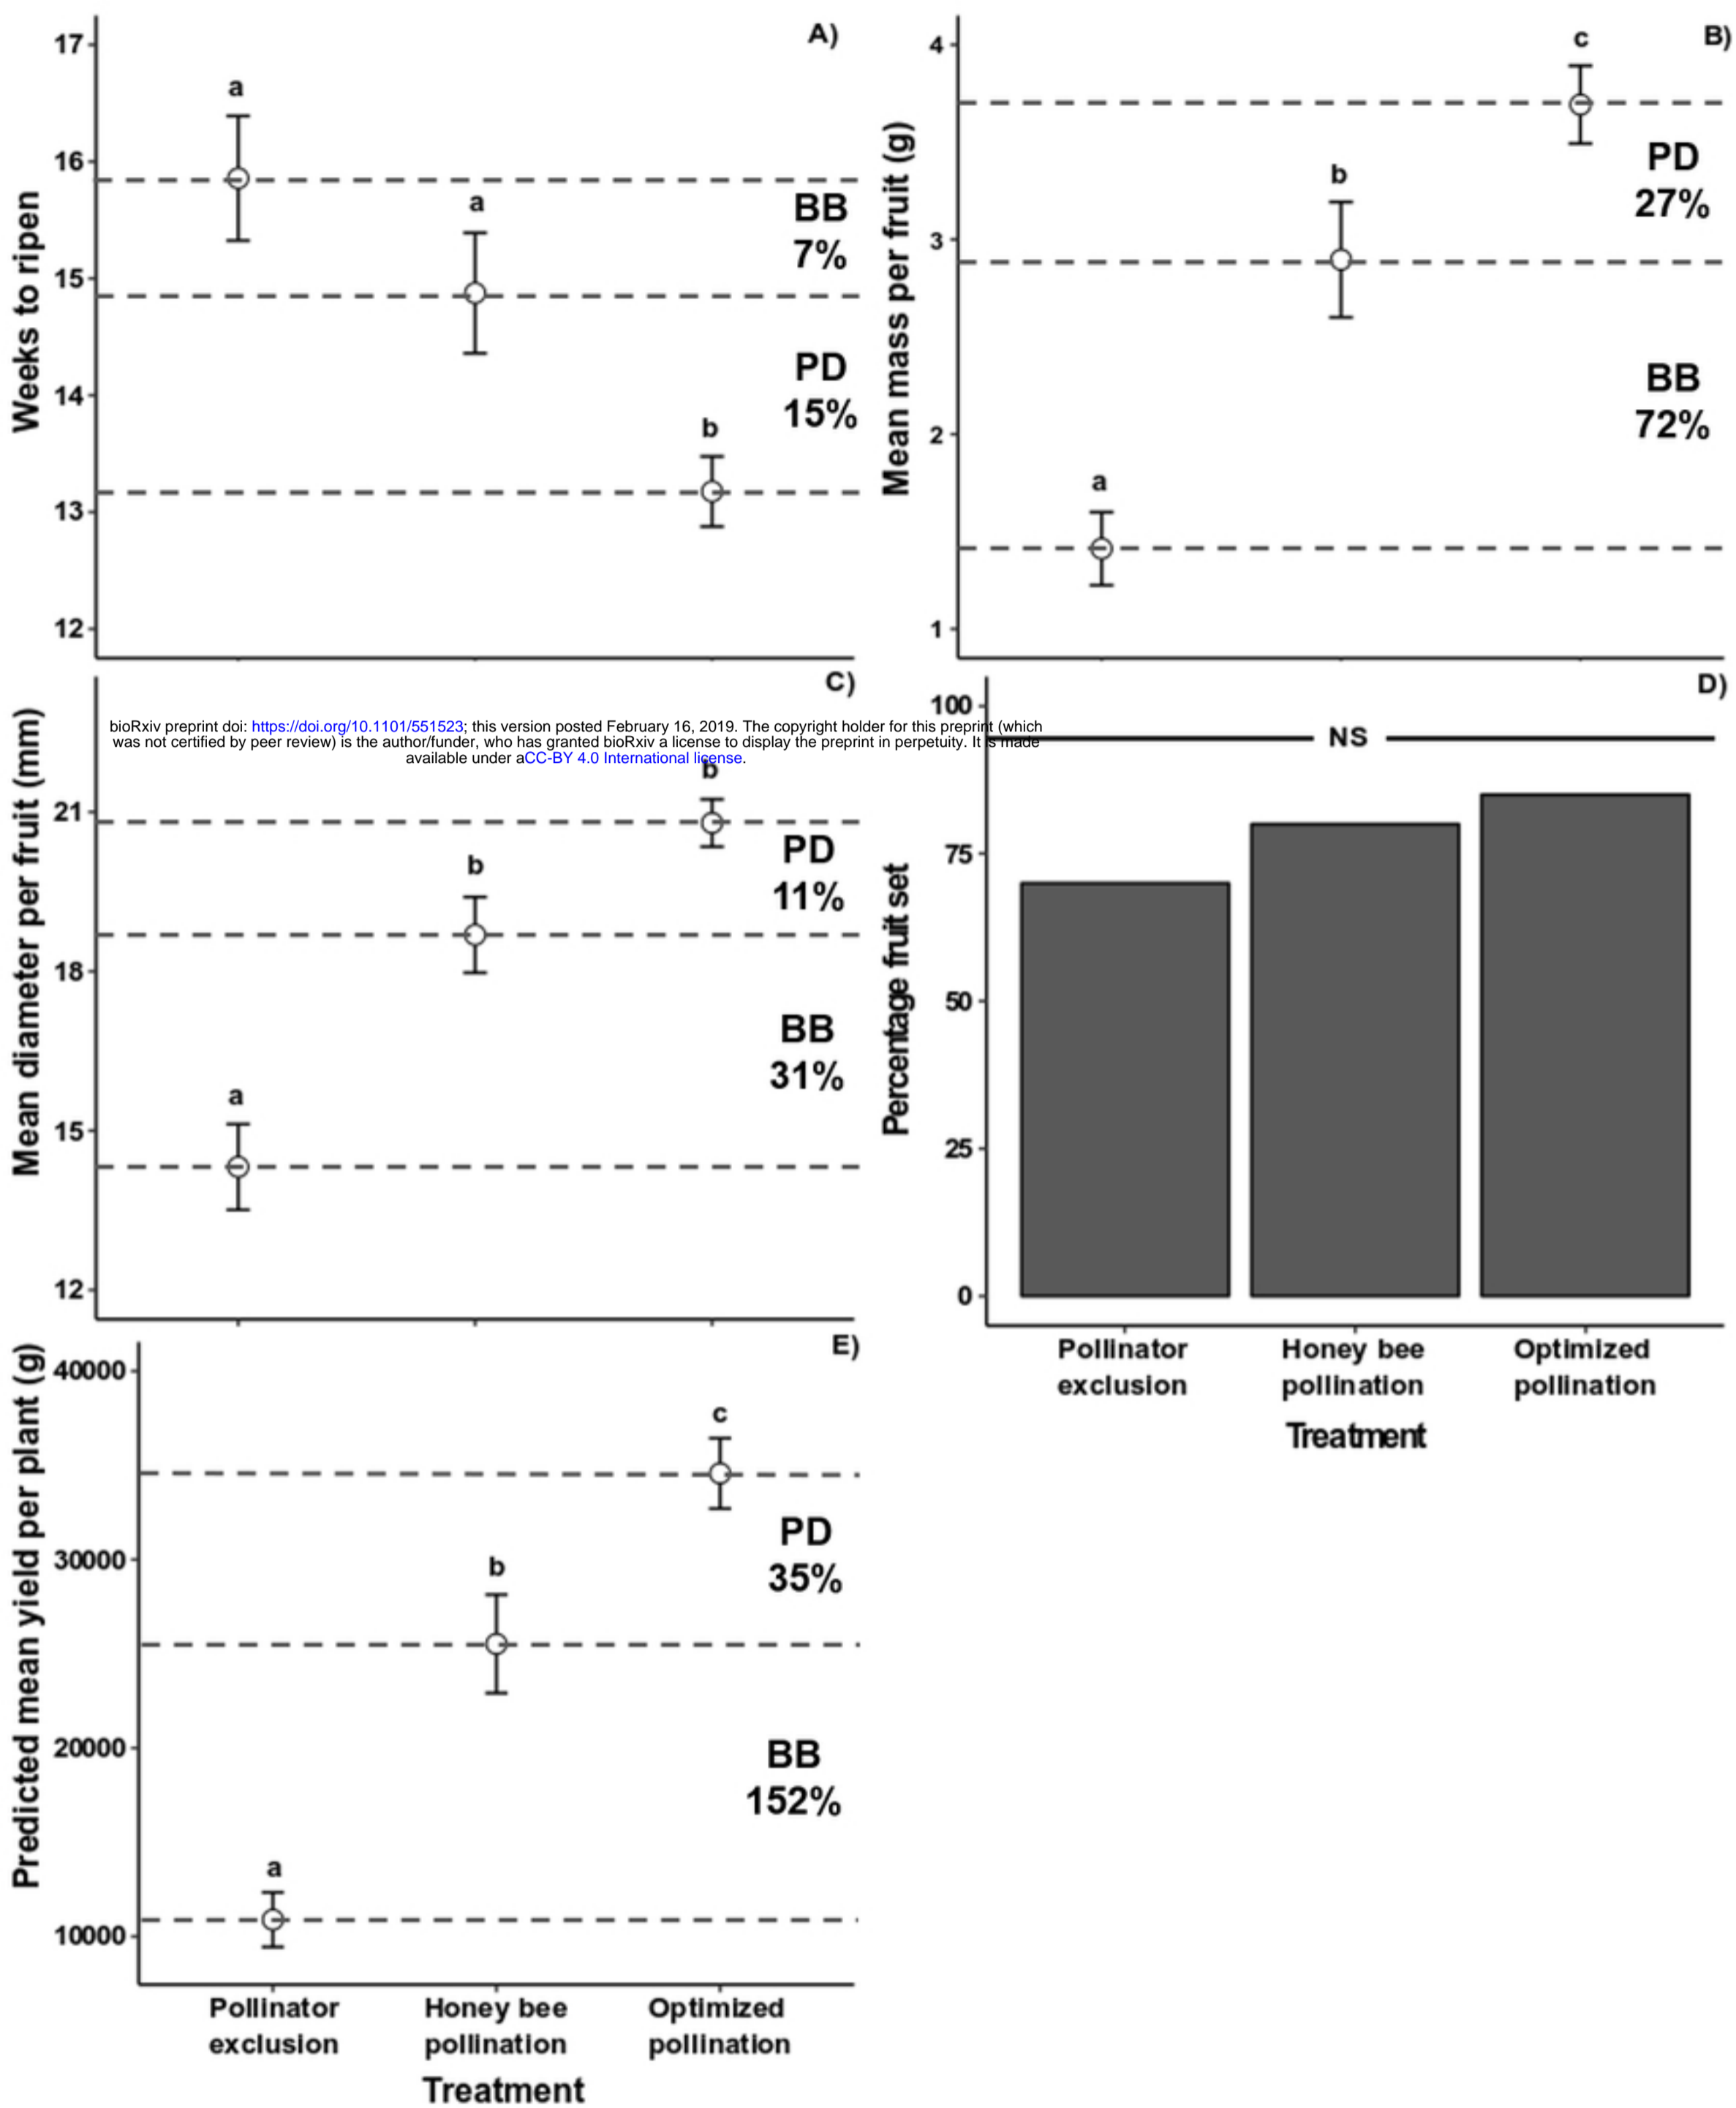 A)
Weeks to ripen
17
16
15
14
13
12
a
a
b
BB
7%
PD
15%
B)
Mean mass per fruit (g)
4
3
2
1
a
b
c
PD
27%
BB
72%
C)
Mean diameter per fruit (mm)
21
18
15
12
bioRxiv preprint doi: https://doi.org/10.1101/551523; this version posted February 16, 2019. The copyright holder for this preprint (which
was not certified by peer review) is the author/funder, who has granted bioRxiv a license to display the preprint in perpetuity. It is made
available under aCC-BY 4.0 International license.
a
b
b
PD
11%
BB
31%
D)
Percentage fruit set
100
75
50
25
0
NS
Pollinator
exclusion
Honey bee
pollination
Optimized
pollination
Treatment
E)
Predicted mean yield per plant (g)
40000
30000
20000
10000
a
b
c
PD
35%
BB
152%
Pollinator
exclusion
Honey bee
pollination
Optimized
pollination
Treatment